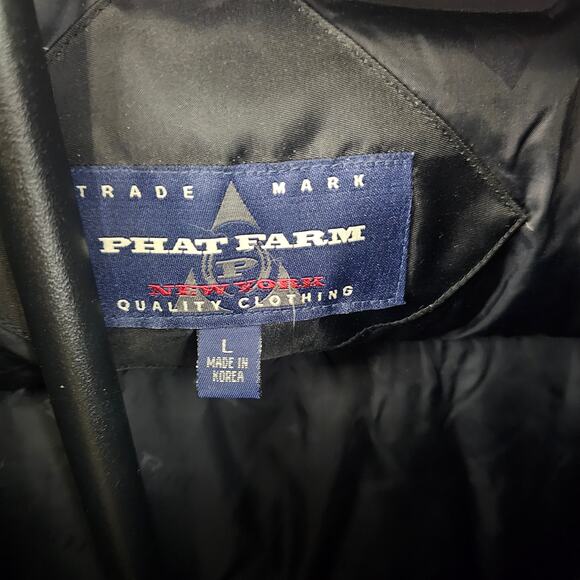 TRADE MARK
PHAT FARM
P
NEW YORK
QUALITY CLOTHING
L
MADE IN
KOREA